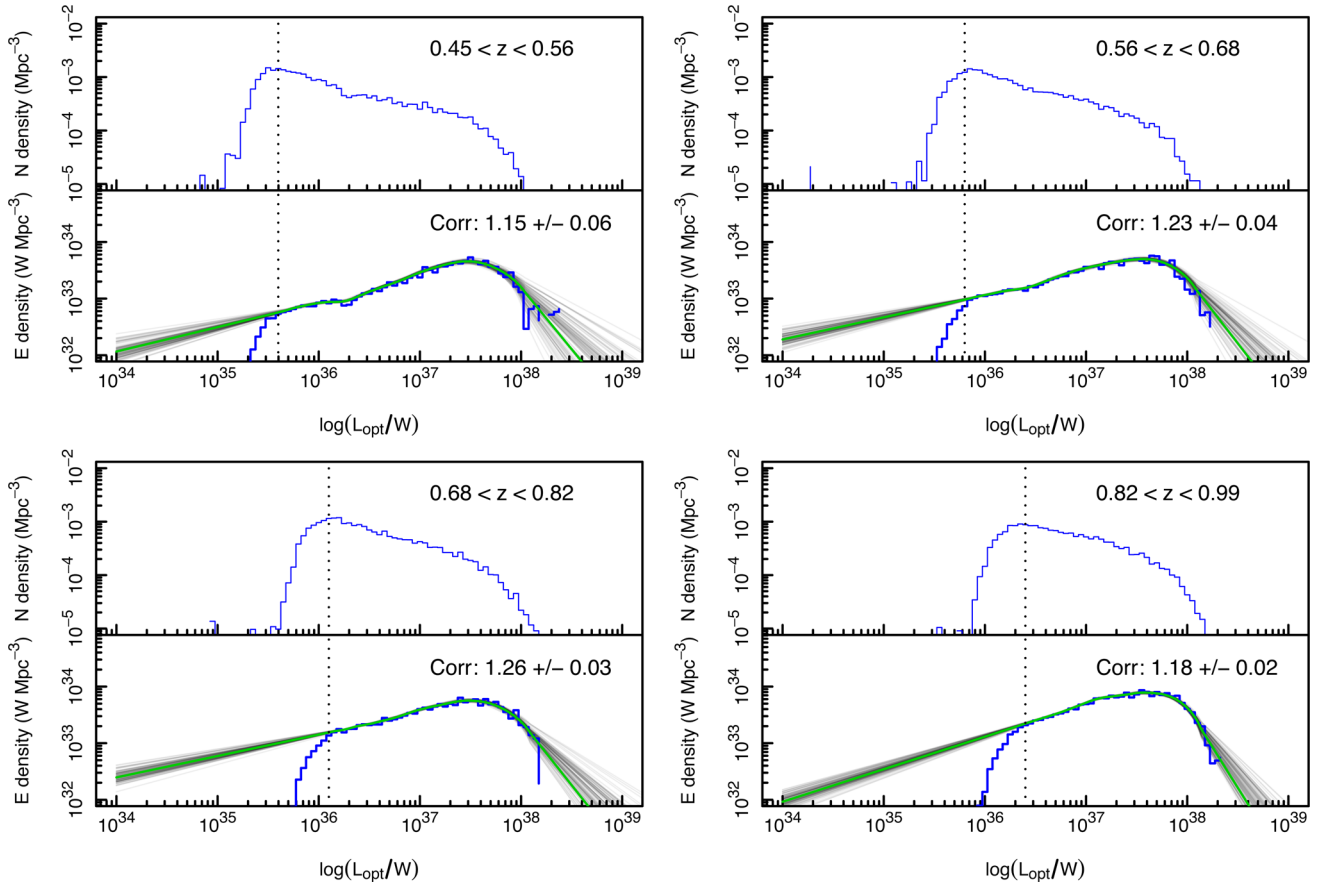 N density (Mpc⁻³)
10⁻²
10⁻³
10⁻⁴
10⁻⁵
0.45 < z < 0.56
E density (W Mpc⁻³)
10³⁴
10³³
10³²
Corr: 1.15 +/− 0.06
10³⁴ 10³⁵ 10³⁶ 10³⁷ 10³⁸ 10³⁹
log(Lₒₚₜ/W)
N density (Mpc⁻³)
10⁻²
10⁻³
10⁻⁴
10⁻⁵
0.56 < z < 0.68
E density (W Mpc⁻³)
10³⁴
10³³
10³²
Corr: 1.23 +/− 0.04
10³⁴ 10³⁵ 10³⁶ 10³⁷ 10³⁸ 10³⁹
log(Lₒₚₜ/W)
N density (Mpc⁻³)
10⁻²
10⁻³
10⁻⁴
10⁻⁵
0.68 < z < 0.82
E density (W Mpc⁻³)
10³⁴
10³³
10³²
Corr: 1.26 +/− 0.03
10³⁴ 10³⁵ 10³⁶ 10³⁷ 10³⁸ 10³⁹
log(Lₒₚₜ/W)
N density (Mpc⁻³)
10⁻²
10⁻³
10⁻⁴
10⁻⁵
0.82 < z < 0.99
E density (W Mpc⁻³)
10³⁴
10³³
10³²
Corr: 1.18 +/− 0.02
10³⁴ 10³⁵ 10³⁶ 10³⁷ 10³⁸ 10³⁹
log(Lₒₚₜ/W)